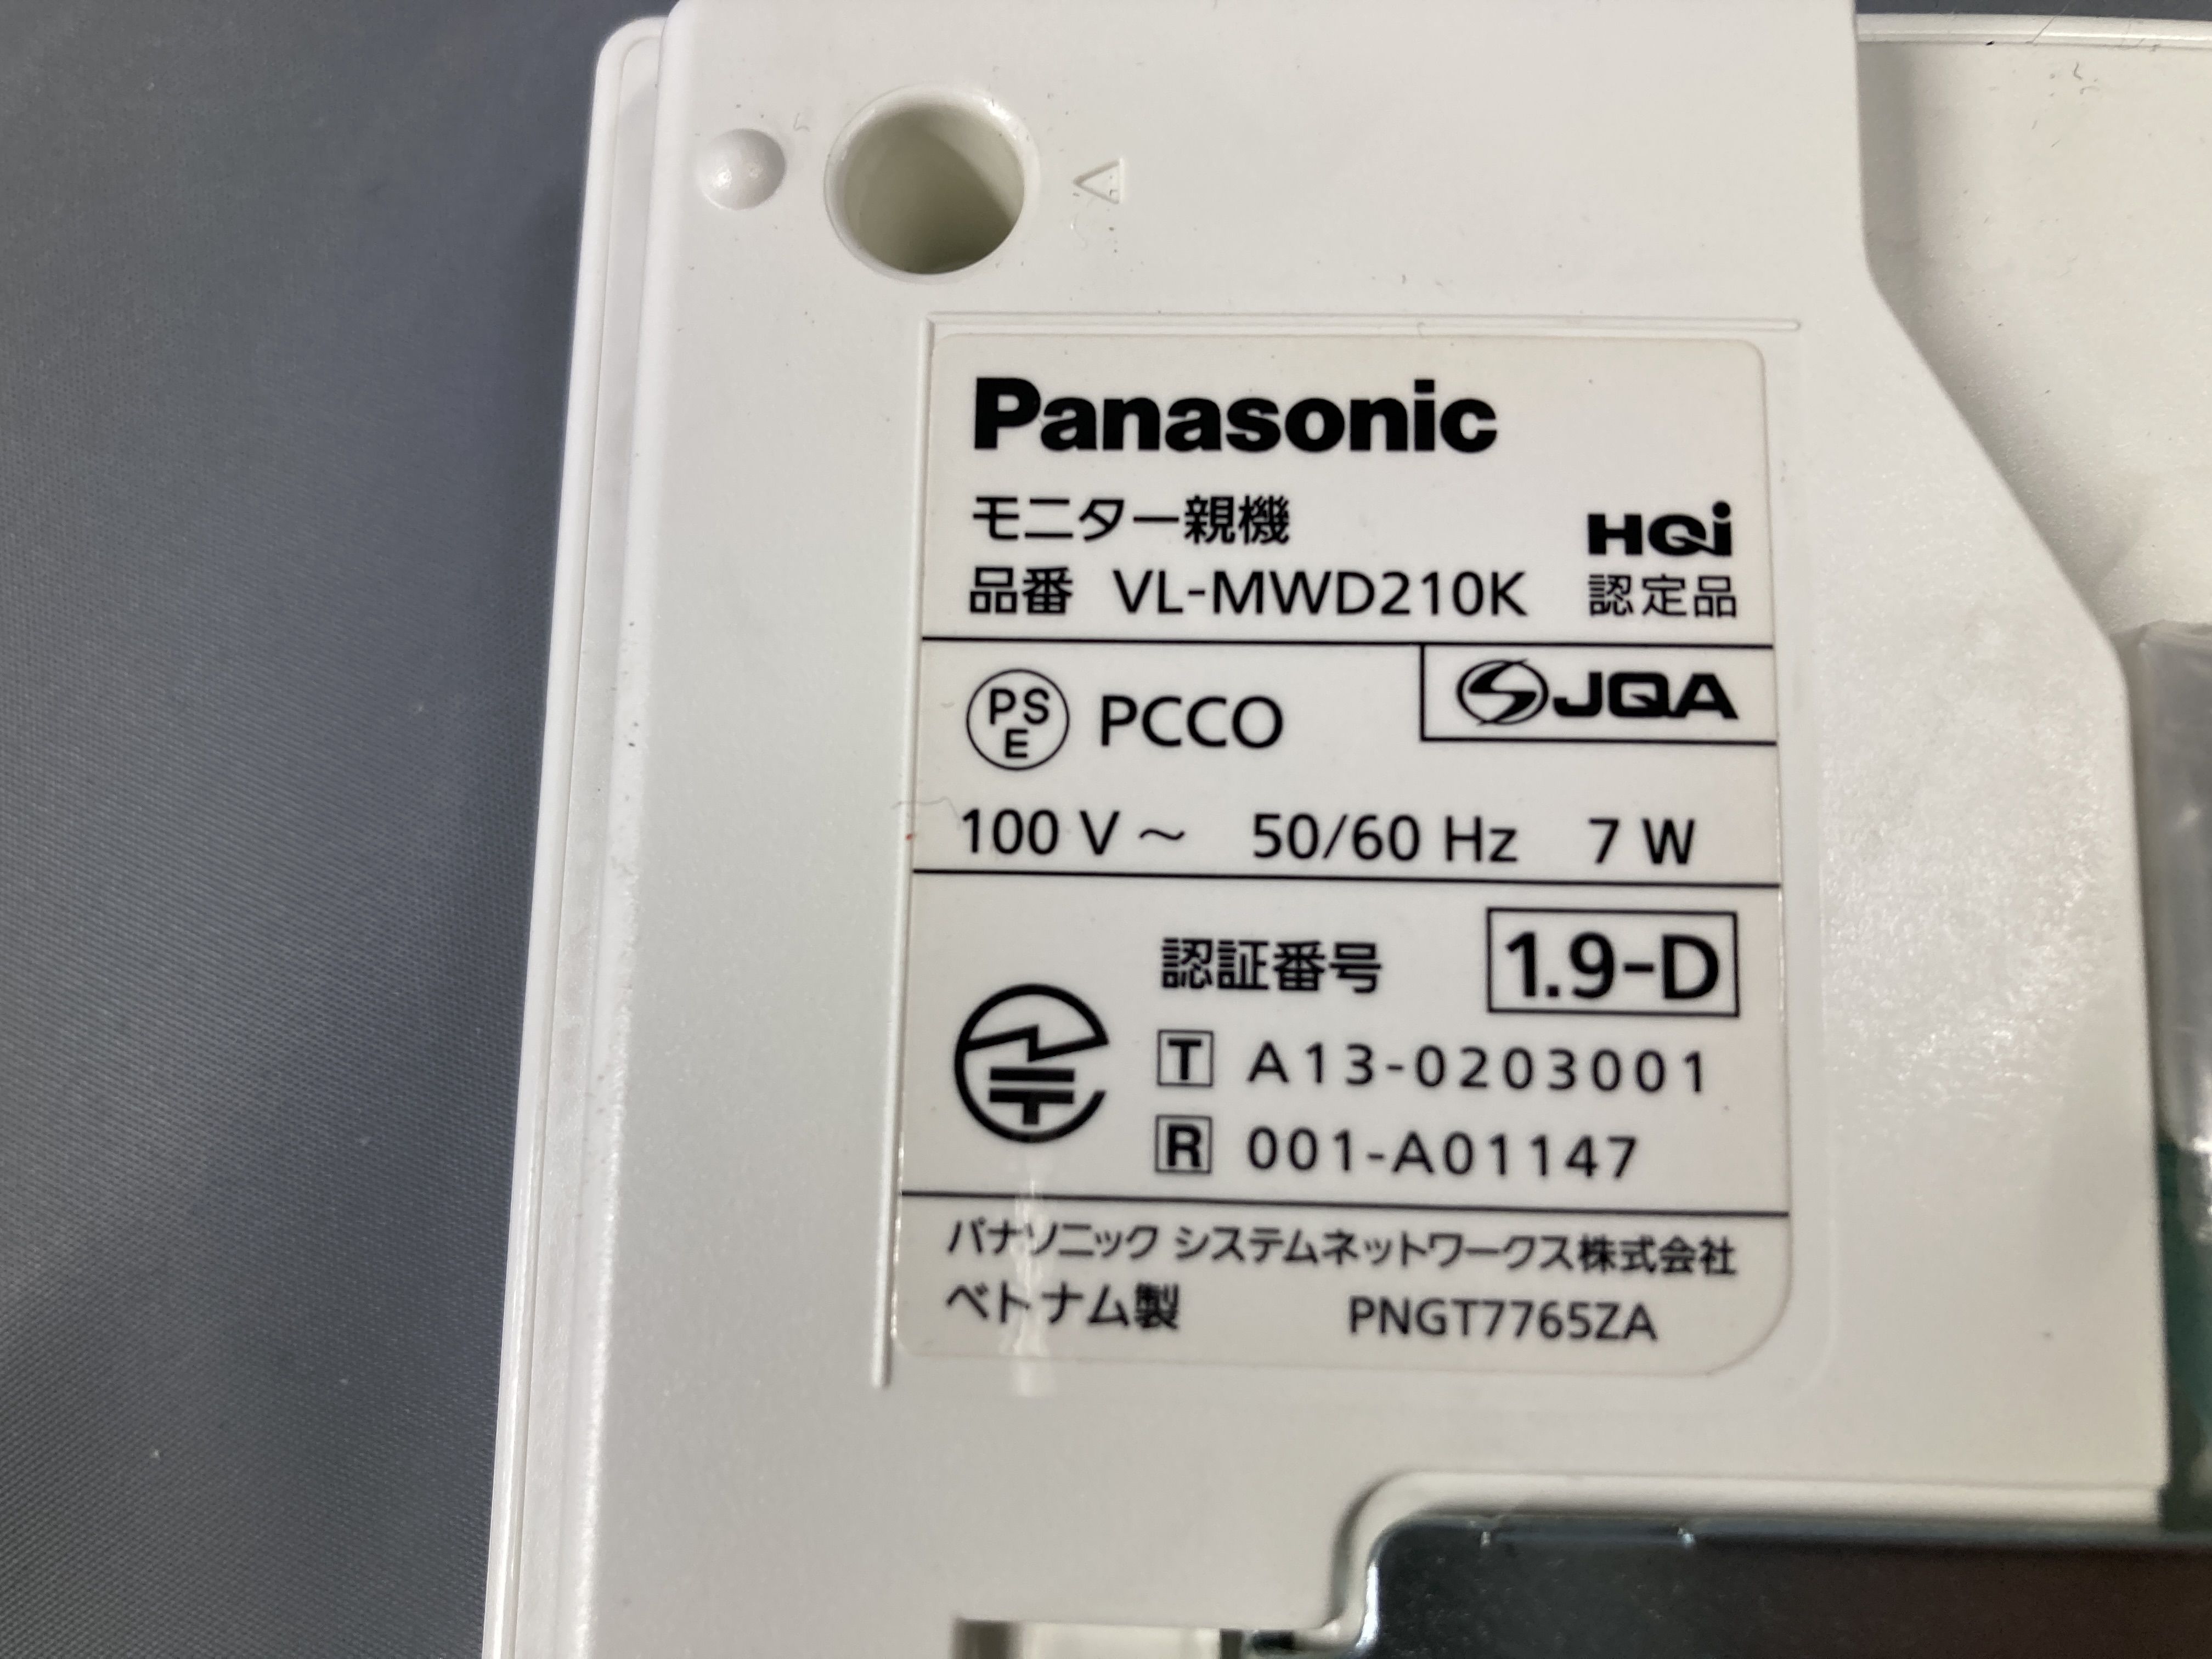 Panasonic
モニター親機
HQi
品番 VL-MWD210K 認定品
PSE PCCO
JQA
100 V ~ 50/60 Hz 7 W
認証番号 1.9-D
T A13-0203001
R 001-A01147
パナソニック システムネットワークス株式会社
ベトナム製 PNGT7765ZA